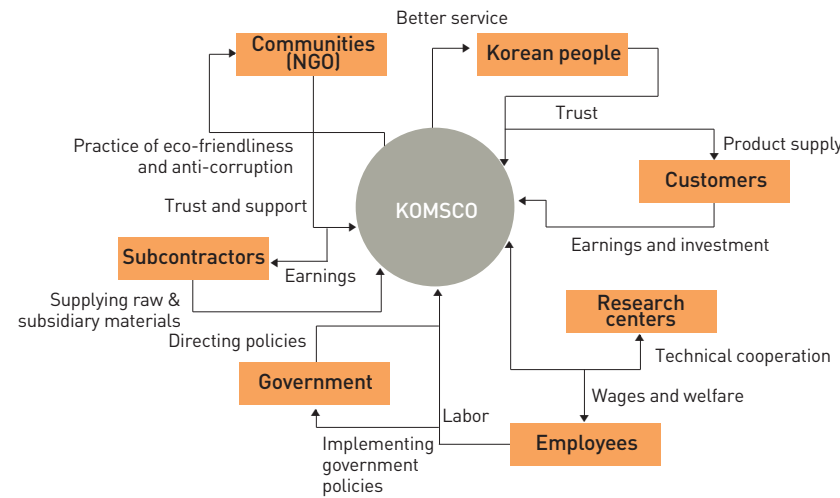 Better service
Communities
(NGO)
Korean people
Trust
Practice of eco-friendliness
and anti-corruption
Product supply
Customers
Trust and support
KOMSCO
Earnings and investment
Subcontractors
Earnings
Supplying raw &
subsidiary materials
Research
centers
Directing policies
Technical cooperation
Government
Wages and welfare
Labor
Implementing
government
policies
Employees